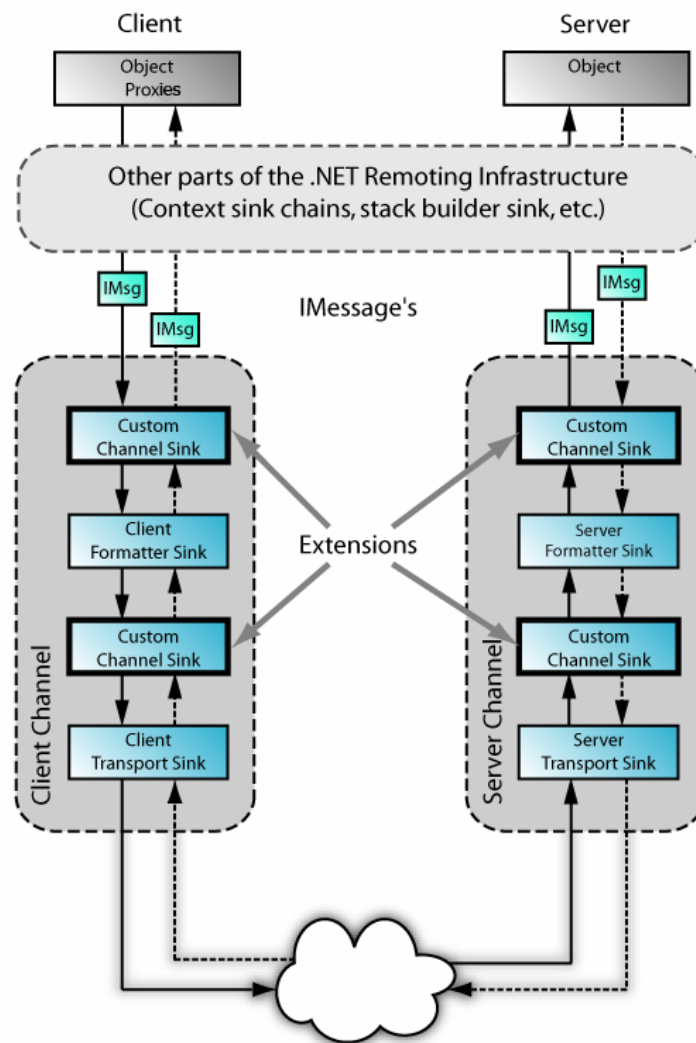 Client
Server
Object
Proxies
Object
Other parts of the .NET Remoting Infrastructure
(Context sink chains, stack builder sink, etc.)
IMsg
IMsg
IMessage's
IMsg
IMsg
Custom
Channel Sink
Custom
Channel Sink
Client
Formatter Sink
Extensions
Server
Formatter Sink
Custom
Channel Sink
Custom
Channel Sink
Client
Transport Sink
Server
Transport Sink
Client Channel
Server Channel